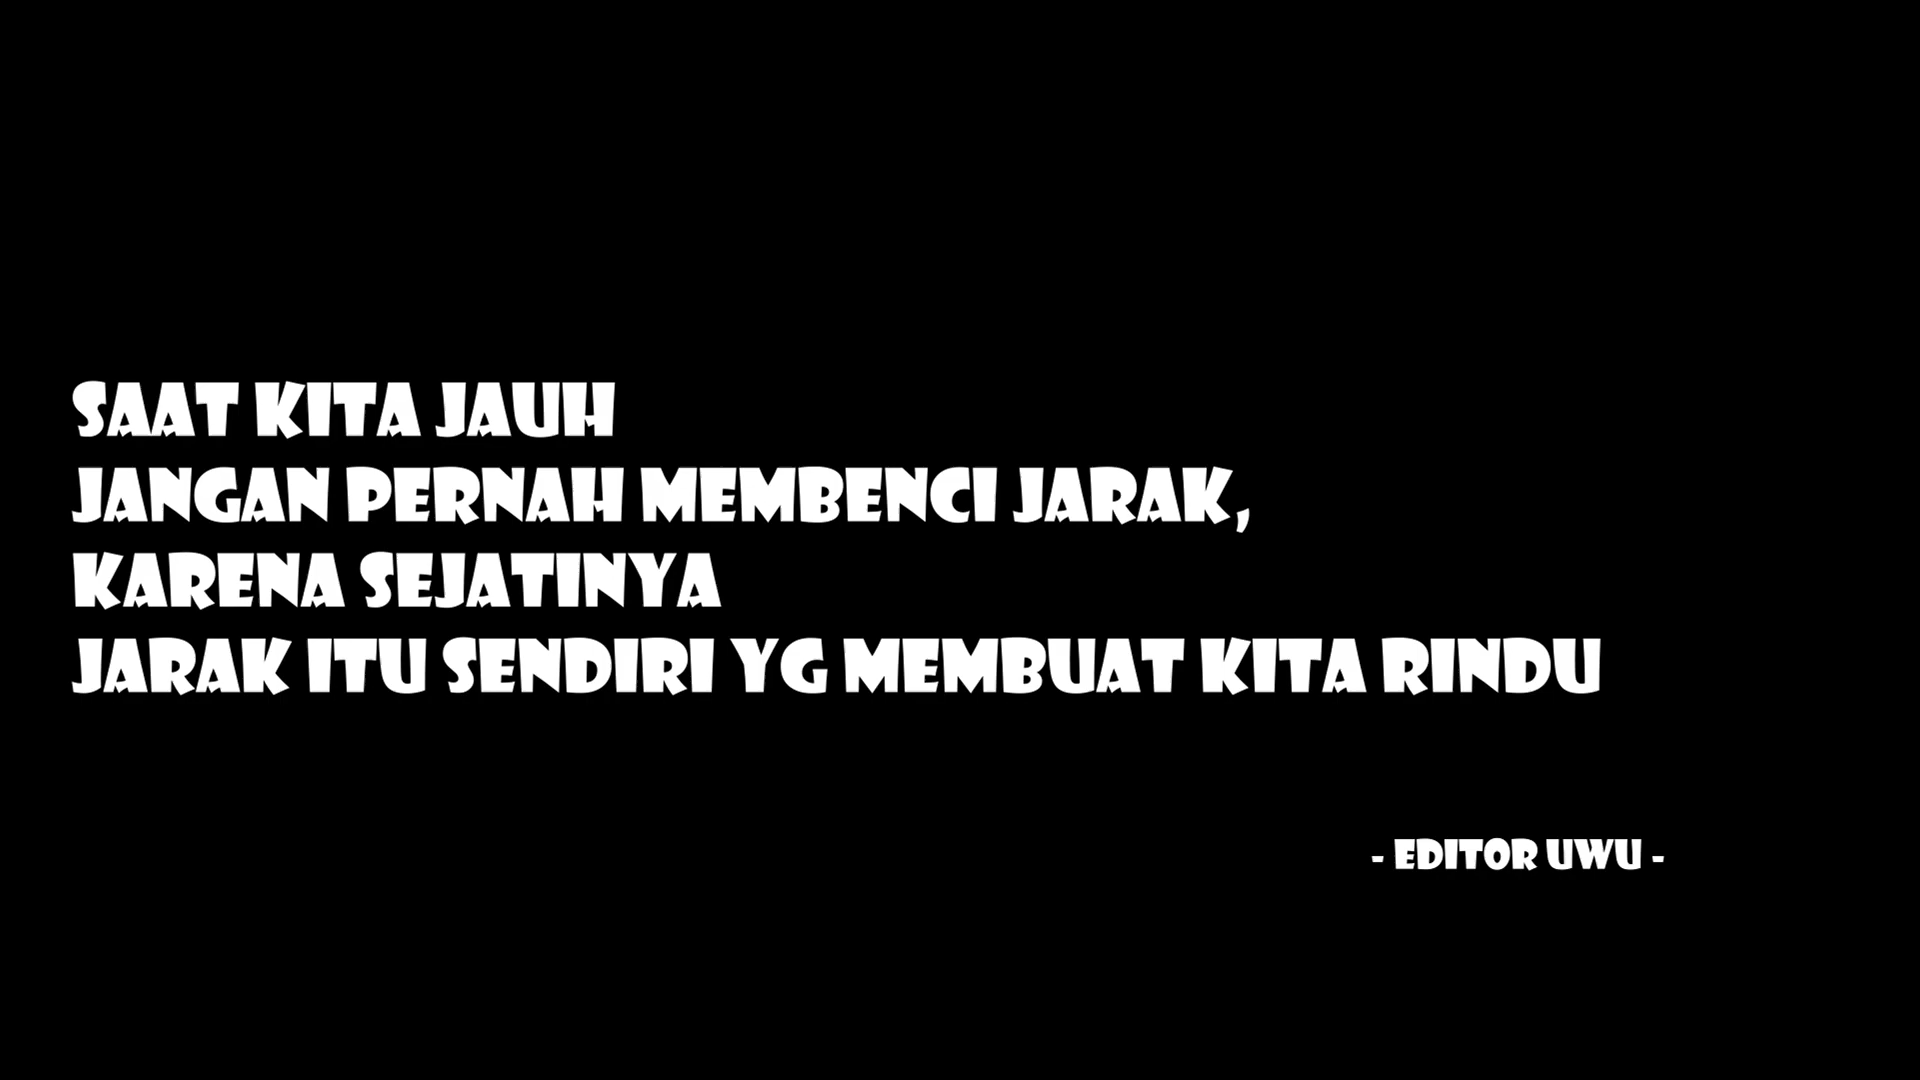 SAAT KITA JAUH
JANGAN PERNAH MEMBENCI JARAK,
KARENA SEJATINYA
JARAK ITU SENDIRI YG MEMBUAT KITA RINDU
- EDITOR UWU -